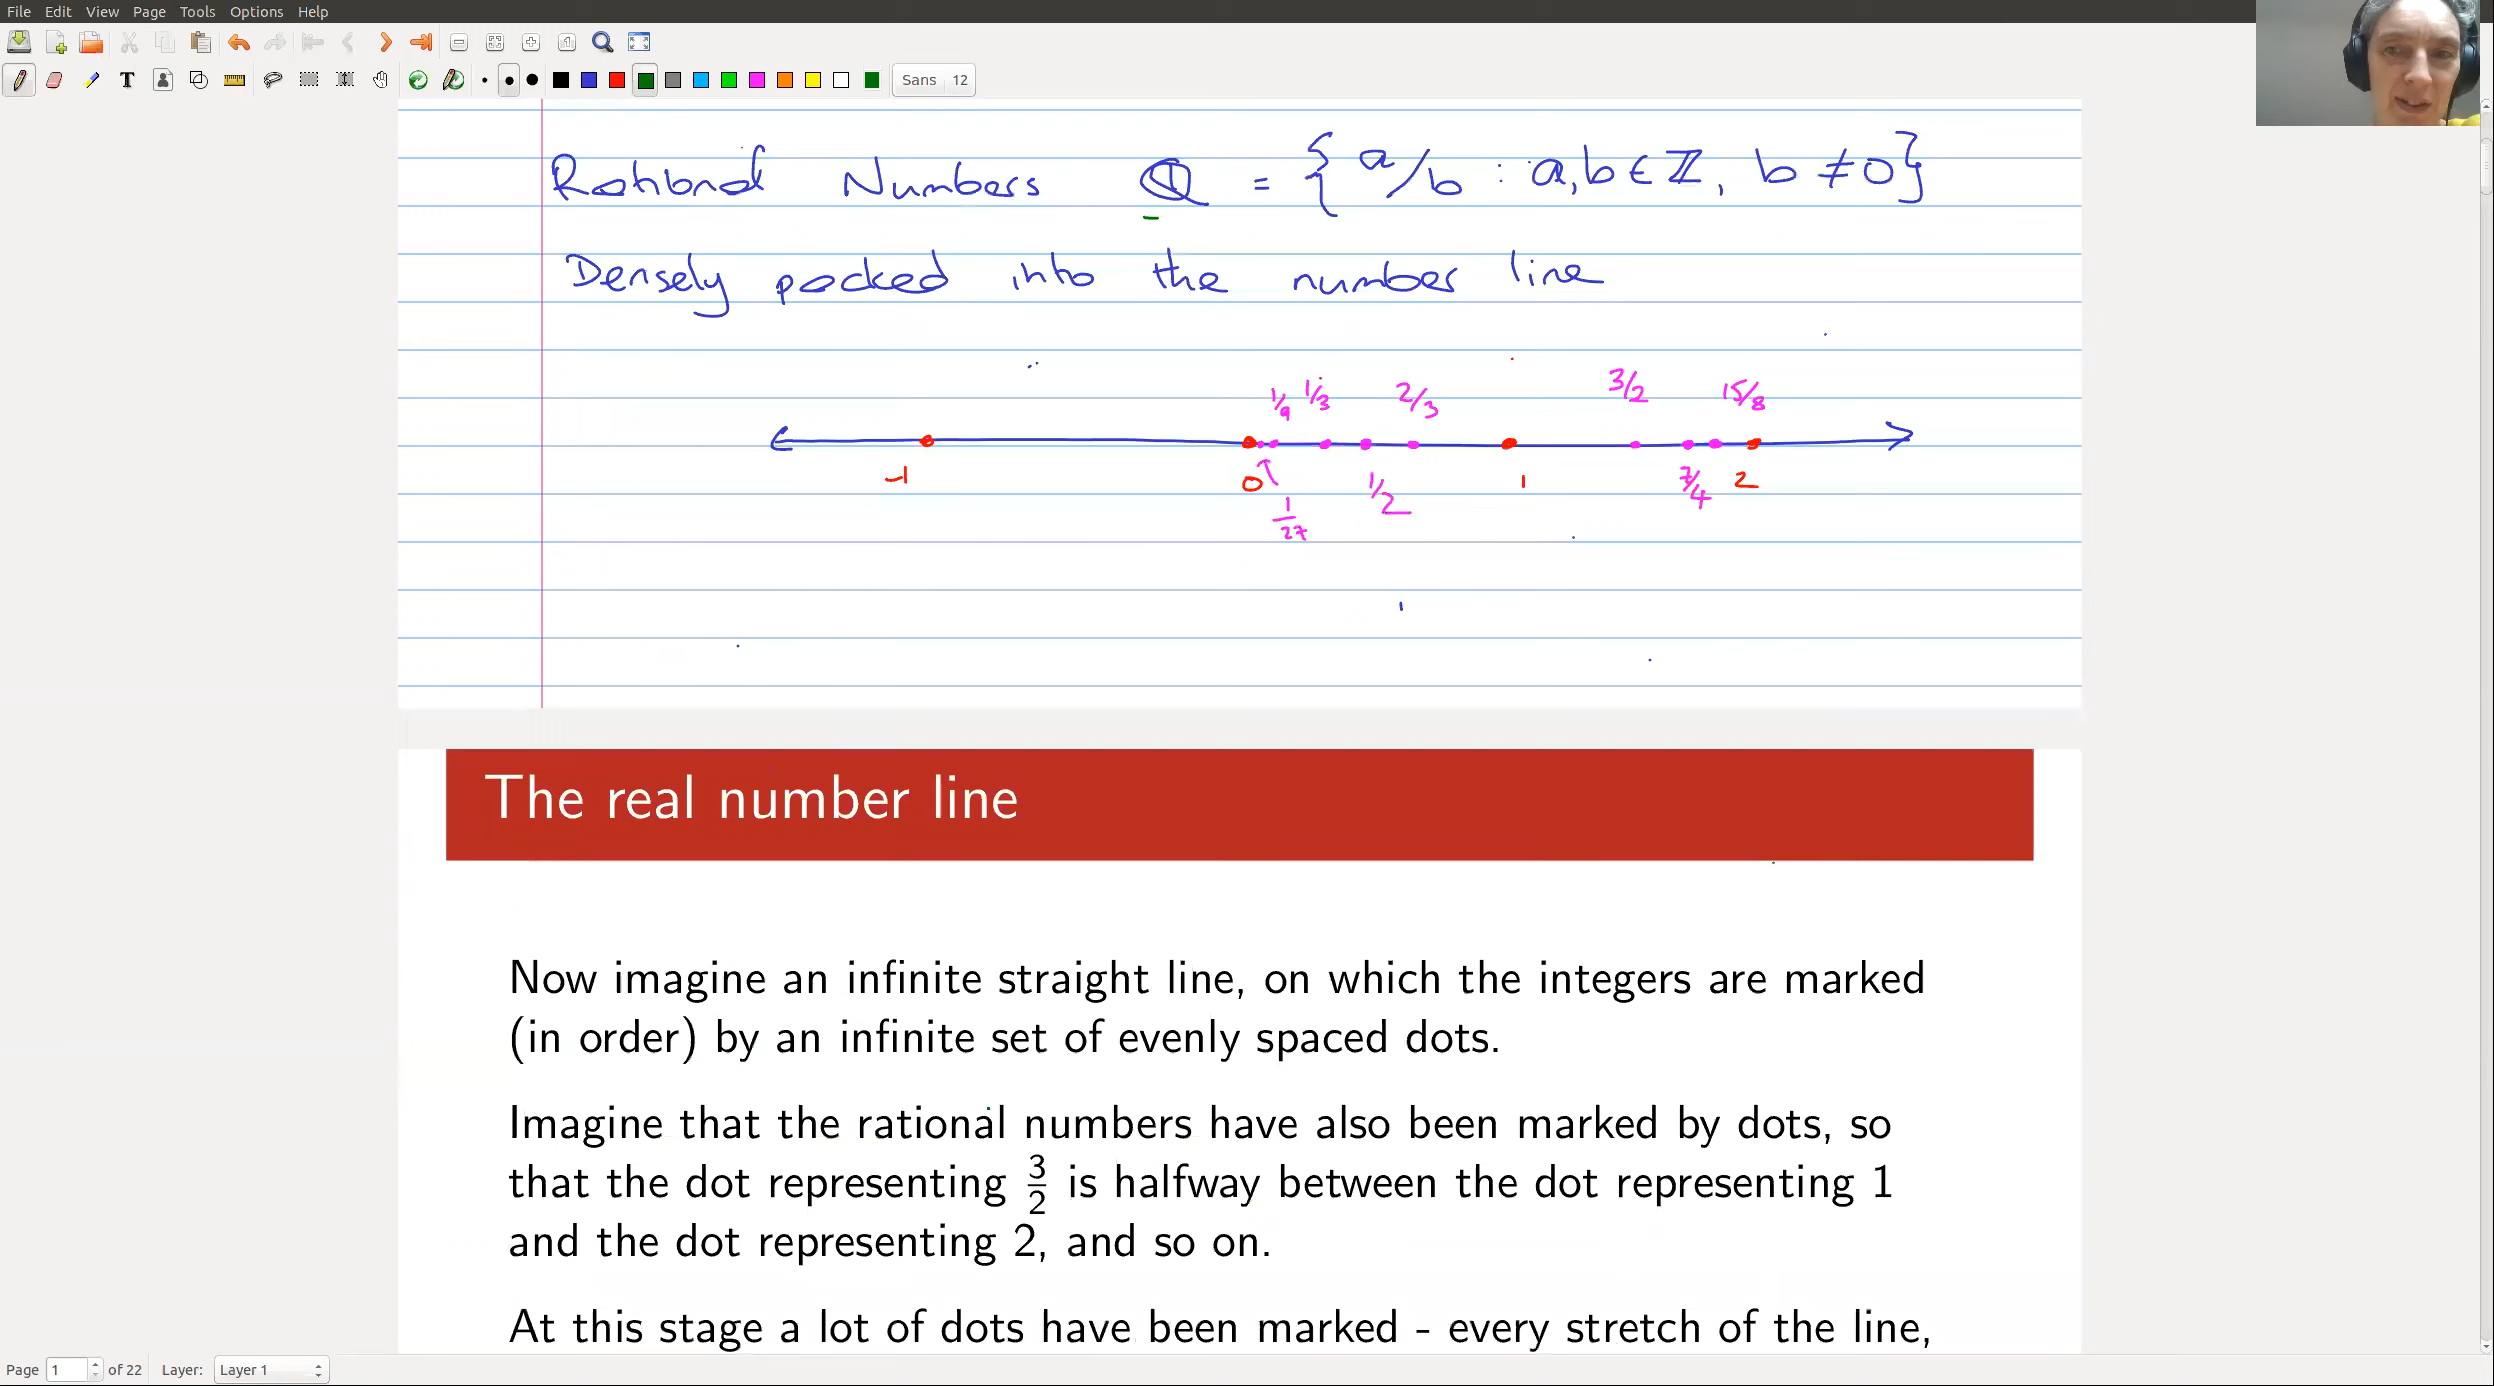 File Edit View Page Tools Options Help
Sans 12
Rational Numbers ℚ = {a/b : a,b ∈ ℤ, b ≠ 0}
Densely packed into the number line
1/9 1/3 2/3 3/2 15/8
-1 0 1/27 1/2 1 7/4 2
The real number line
Now imagine an infinite straight line, on which the integers are marked
(in order) by an infinite set of evenly spaced dots.
Imagine that the rational numbers have also been marked by dots, so
that the dot representing 3/2 is halfway between the dot representing 1
and the dot representing 2, and so on.
At this stage a lot of dots have been marked - every stretch of the line,
Page 1 of 22 Layer: Layer 1